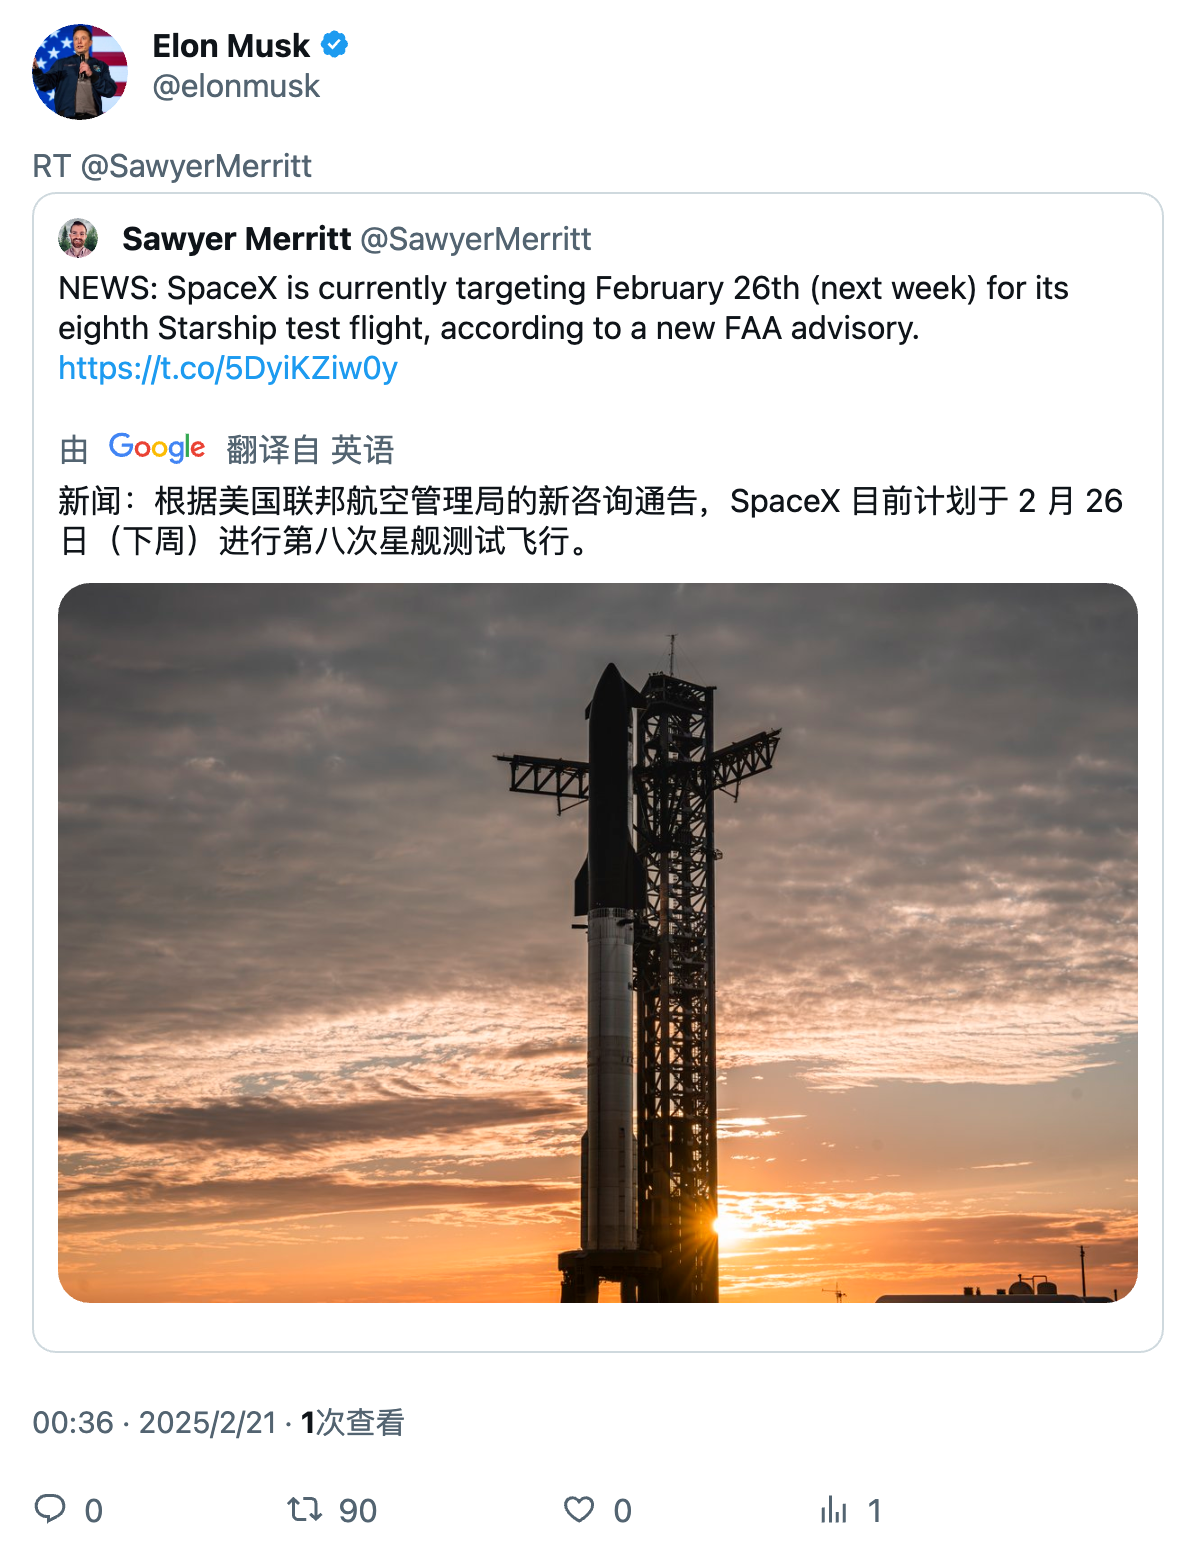 Elon Musk
@elonmusk
RT @SawyerMerritt
Sawyer Merritt @SawyerMerritt
NEWS: SpaceX is currently targeting February 26th (next week) for its
eighth Starship test flight, according to a new FAA advisory.
https://t.co/5DyiKZiw0y
由 Google 翻译自 英语
新闻：根据美国联邦航空管理局的新咨询通告，SpaceX 目前计划于 2 月 26
日（下周）进行第八次星舰测试飞行。
00:36 · 2025/2/21 · 1次查看
0 90 0 1